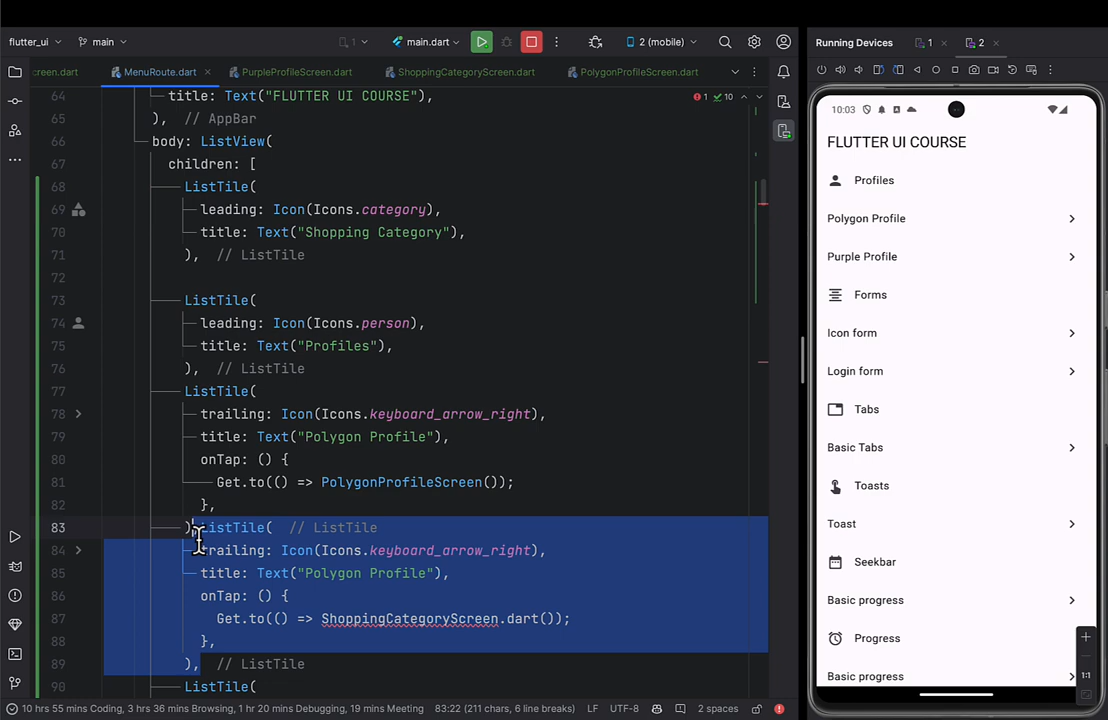 flutter_ui
main
1
main.dart
2 (mobile)
Running Devices
1
2
creen.dart
MenuRoute.dart
PurpleProfileScreen.dart
ShoppingCategoryScreen.dart
PolygonProfileScreen.dart
1 10
64 title: Text("FLUTTER UI COURSE"),
65 ), // AppBar
66 body: ListView(
67 children: [
68 ListTile(
69 leading: Icon(Icons.category),
70 title: Text("Shopping Category"),
71 ), // ListTile
72
73 ListTile(
74 leading: Icon(Icons.person),
75 title: Text("Profiles"),
76 ), // ListTile
77 ListTile(
78 trailing: Icon(Icons.keyboard_arrow_right),
79 title: Text("Polygon Profile"),
80 onTap: () {
81 Get.to(() => PolygonProfileScreen());
82 },
83 ),ListTile( // ListTile
84 trailing: Icon(Icons.keyboard_arrow_right),
85 title: Text("Polygon Profile"),
86 onTap: () {
87 Get.to(() => ShoppingCategoryScreen.dart());
88 },
89 ), // ListTile
90 ListTile(
10:03
FLUTTER UI COURSE
Profiles
Polygon Profile
Purple Profile
Forms
Icon form
Login form
Tabs
Basic Tabs
Toasts
Toast
Seekbar
Basic progress
Progress
Basic progress
1:1
10 hrs 55 mins Coding, 3 hrs 36 mins Browsing, 1 hr 20 mins Debugging, 19 mins Meeting
83:22 (211 chars, 6 line breaks)
LF
UTF-8
2 spaces